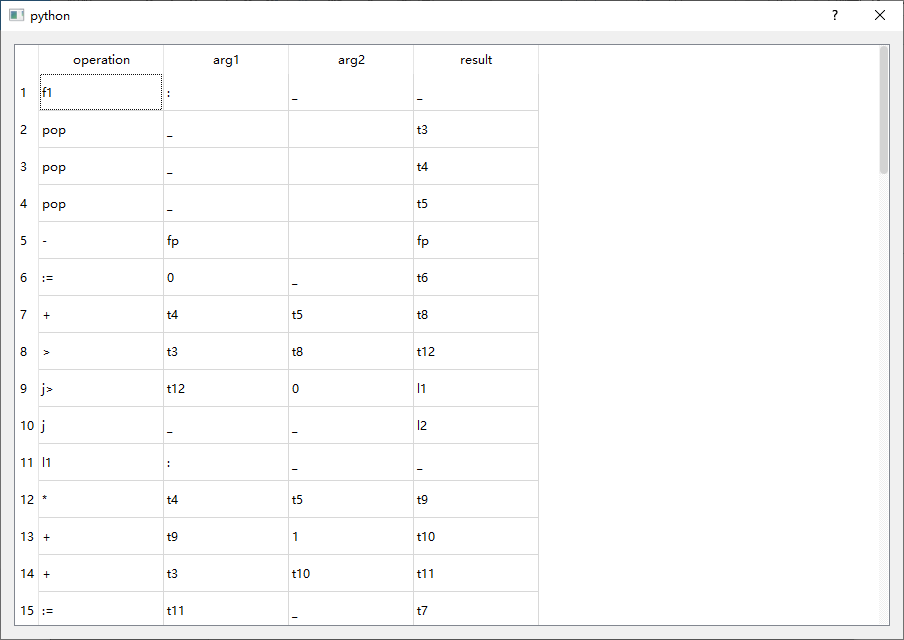 python ?
operation arg1 arg2 result
1 f1 : _ _
2 pop _ t3
3 pop _ t4
4 pop _ t5
5 - fp fp
6 := 0 _ t6
7 + t4 t5 t8
8 > t3 t8 t12
9 j> t12 0 l1
10 j _ _ l2
11 l1 : _ _
12 * t4 t5 t9
13 + t9 1 t10
14 + t3 t10 t11
15 := t11 _ t7